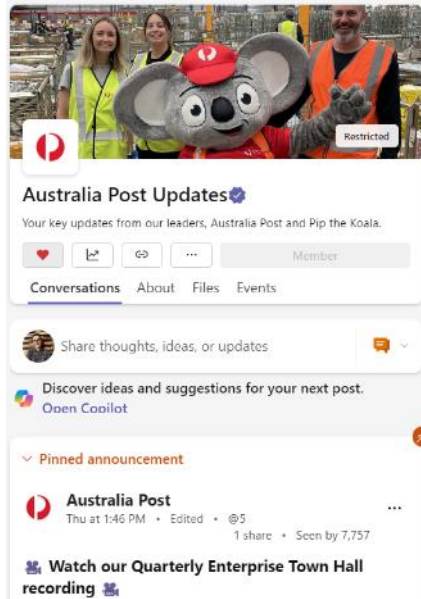 Restricted
Australia Post Updates
Your key updates from our leaders, Australia Post and Pip the Koala.
Member
Conversations About Files Events
Share thoughts, ideas, or updates
Discover ideas and suggestions for your next post.
Open Copilot
Pinned announcement
Australia Post
Thu at 1:46 PM • Edited • @5
1 share • Seen by 7,757
Watch our Quarterly Enterprise Town Hall
recording